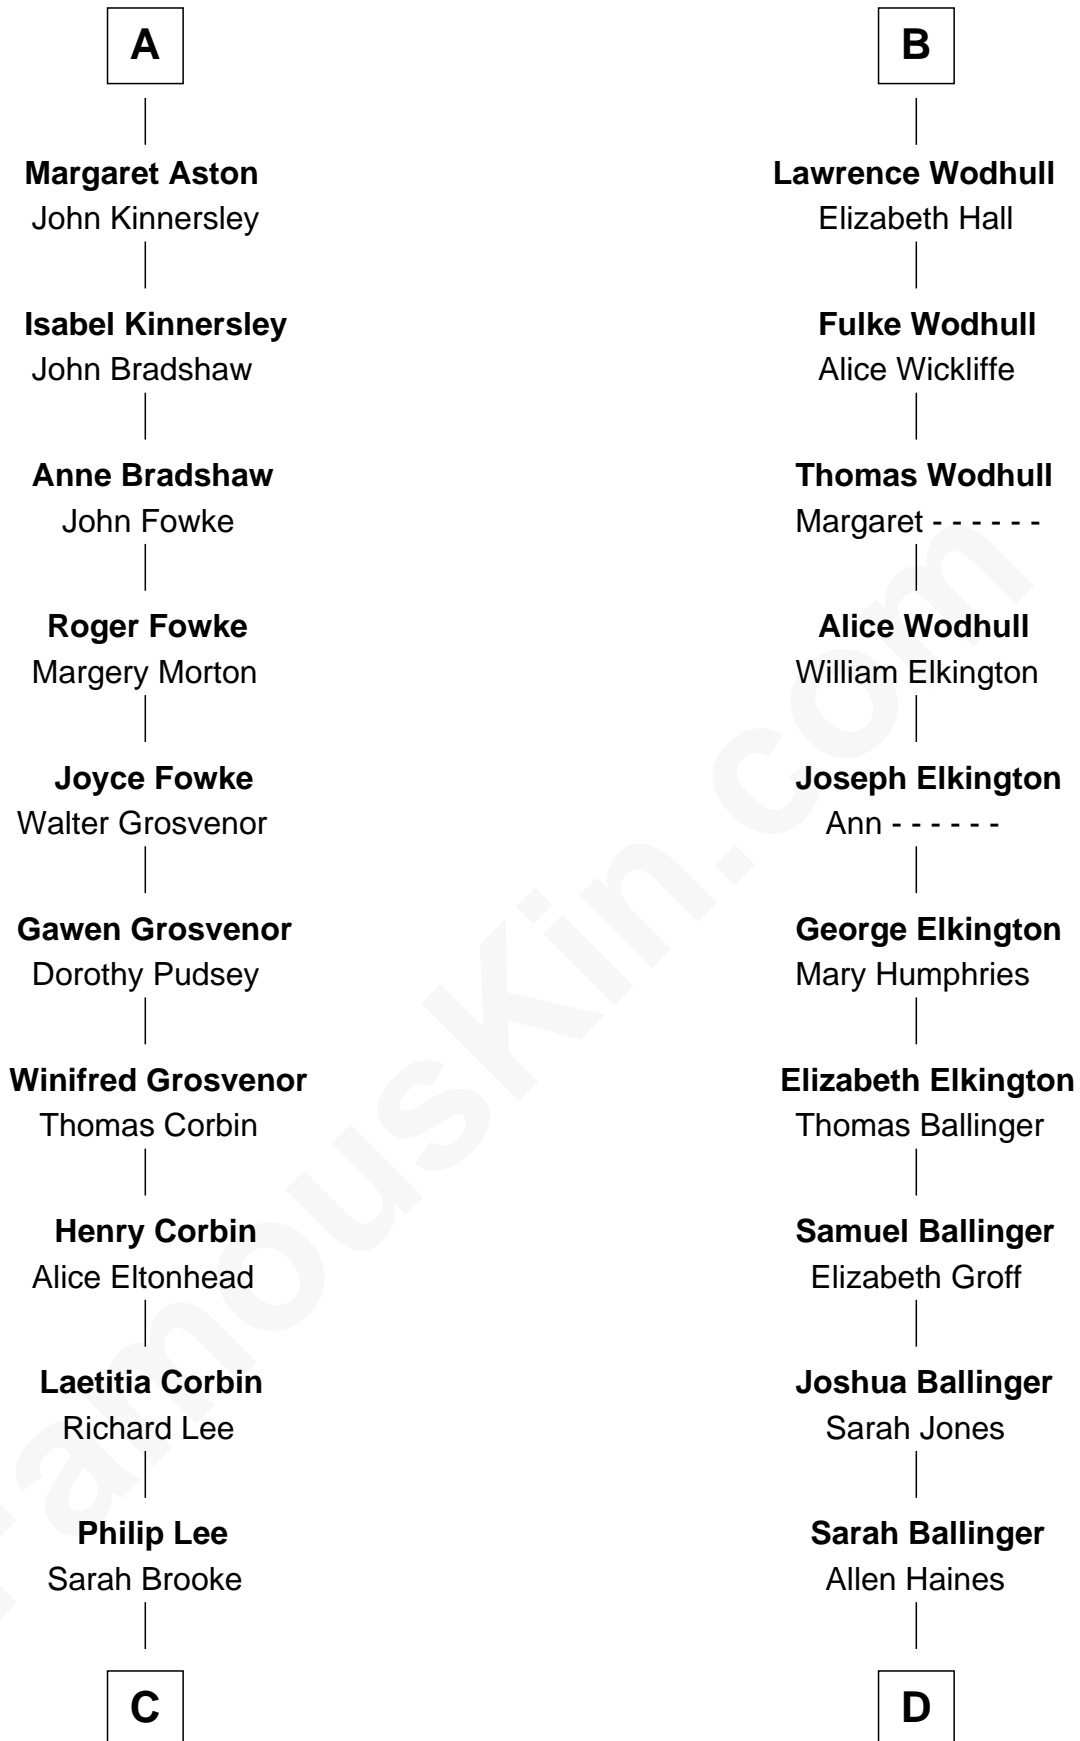 A
Margaret Aston
John Kinnersley
Isabel Kinnersley
John Bradshaw
Anne Bradshaw
John Fowke
Roger Fowke
Margery Morton
Joyce Fowke
Walter Grosvenor
Gawen Grosvenor
Dorothy Pudsey
Winifred Grosvenor
Thomas Corbin
Henry Corbin
Alice Eltonhead
Laetitia Corbin
Richard Lee
Philip Lee
Sarah Brooke
C
B
Lawrence Wodhull
Elizabeth Hall
Fulke Wodhull
Alice Wickliffe
Thomas Wodhull
Margaret - - - - - -
Alice Wodhull
William Elkington
Joseph Elkington
Ann - - - - - -
George Elkington
Mary Humphries
Elizabeth Elkington
Thomas Ballinger
Samuel Ballinger
Elizabeth Groff
Joshua Ballinger
Sarah Jones
Sarah Ballinger
Allen Haines
D
FamousKin.com